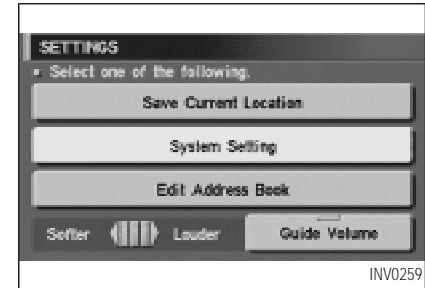 SETTINGS
Select one of the following.
Save Current Location
System Setting
Edit Address Book
Softer Louder Guide Volume
INV0259